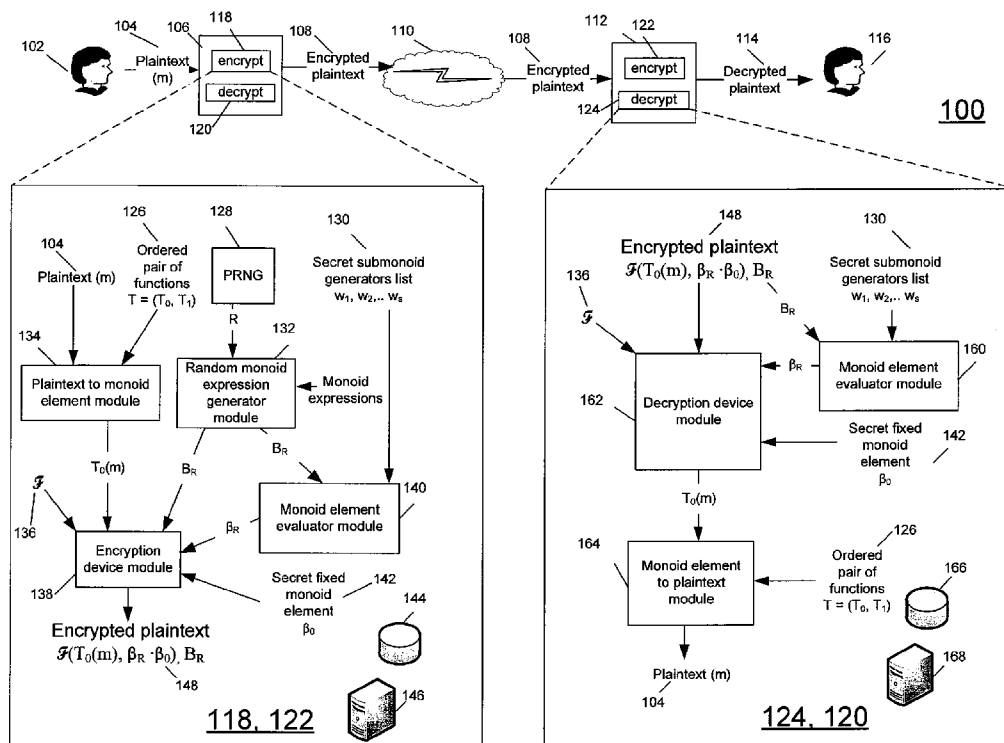 102
104
Plaintext
(m)
106
118
encrypt
decrypt
120
108
Encrypted
plaintext
110
108
Encrypted
plaintext
112
122
encrypt
124
decrypt
114
Decrypted
plaintext
116
100
104
Plaintext (m)
126
Ordered
pair of
functions
T = (T₀, T₁)
128
PRNG
R
130
Secret submonoid
generators list
w₁, w₂,.. wₛ
134
Plaintext to monoid
element module
132
Random monoid
expression
generator
module
Monoid
expressions
T₀(m)
B_R
B_R
ℱ
136
140
Monoid element
evaluator module
β_R
Encryption
device module
138
142
Secret fixed
monoid
element
β₀
144
Encrypted plaintext
ℱ(T₀(m), β_R ·β₀), B_R
148
146
118, 122
148
Encrypted plaintext
ℱ(T₀(m), β_R ·β₀), B_R
136
ℱ
130
Secret submonoid
generators list
w₁, w₂,.. wₛ
B_R
160
Monoid element
evaluator module
β_R
162
Decryption device
module
Secret fixed
monoid
element
β₀
142
T₀(m)
164
Monoid element
to plaintext
module
126
Ordered
pair of
functions
T = (T₀, T₁)
166
168
Plaintext (m)
104
124, 120